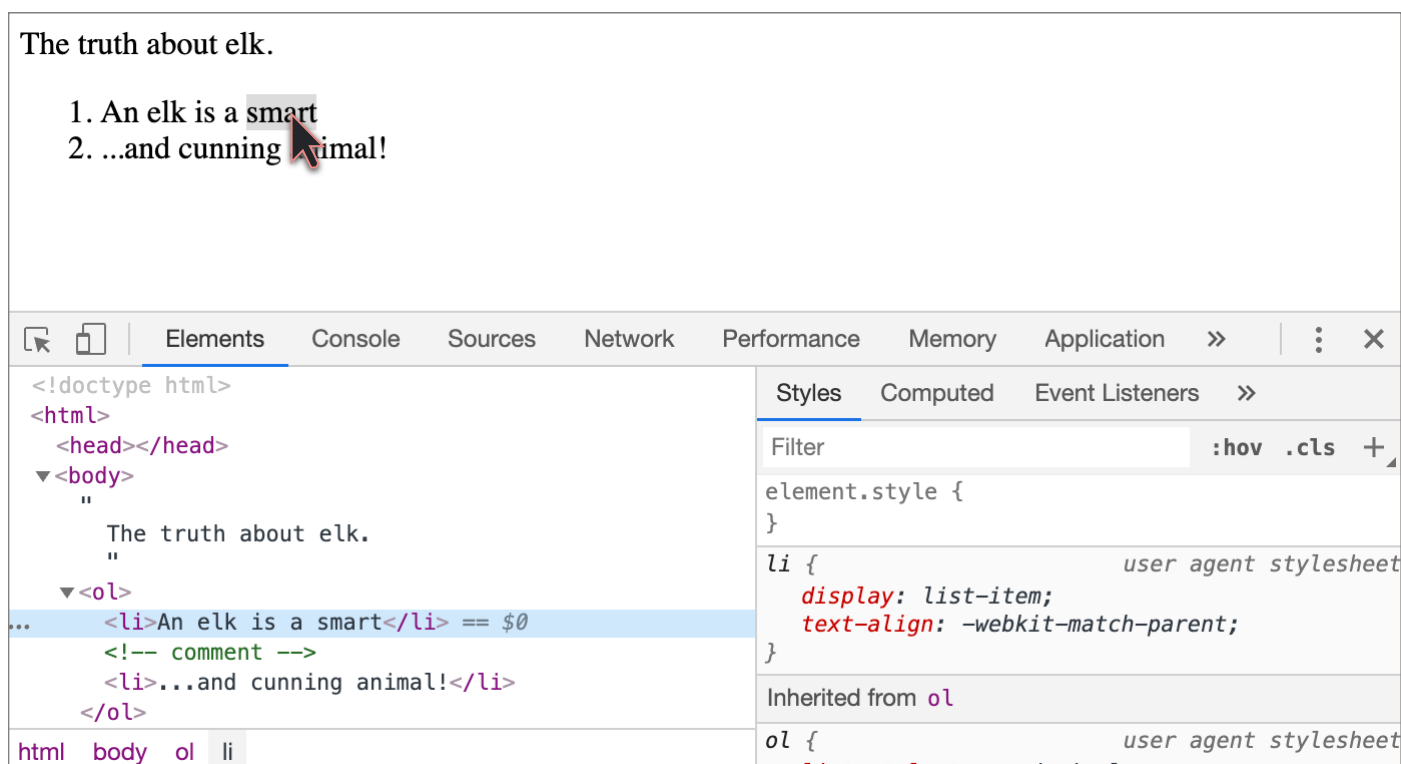 The truth about elk.
1. An elk is a smart
2. ...and cunning animal!
Elements Console Sources Network Performance Memory Application »
<!doctype html>
<html>
<head></head>
▼<body>
"
The truth about elk.
"
▼<ol>
... <li>An elk is a smart</li> == $0
<!-- comment -->
<li>...and cunning animal!</li>
</ol>
html body ol li
Styles Computed Event Listeners »
Filter :hov .cls +
element.style {
}
li { user agent stylesheet
display: list-item;
text-align: -webkit-match-parent;
}
Inherited from ol
ol { user agent stylesheet